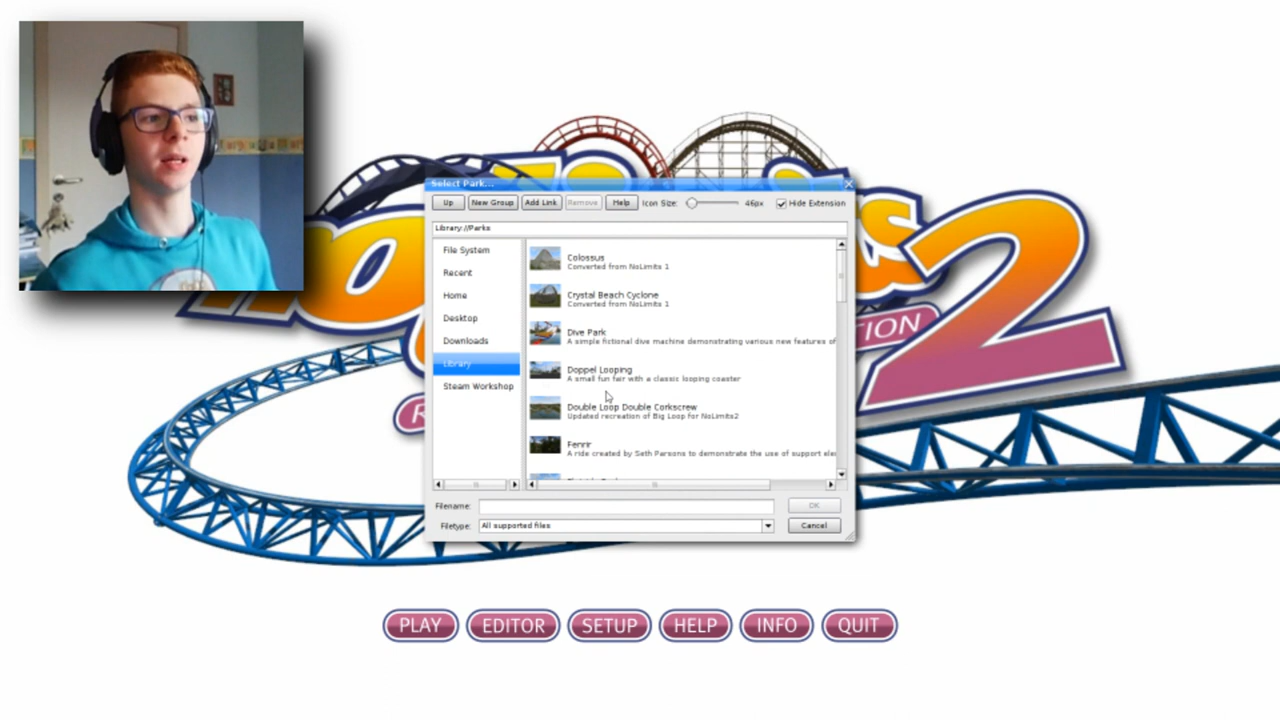 Select Park...
Up New Group Add Link Remove Help Icon Size: 46px Hide Extension
Library://Parks
File System
Recent
Home
Desktop
Downloads
Library
Steam Workshop
Colossus
Converted from NoLimits 1
Crystal Beach Cyclone
Converted from NoLimits 1
Dive Park
A simple fictional dive machine demonstrating various new features of
Doppel Looping
A small fun fair with a classic looping coaster
Double Loop Double Corkscrew
Updated recreation of Big Loop for NoLimits2
Fenrir
A ride created by Seth Parsons to demonstrate the use of support ele
Filename: OK
Filetype: All supported files Cancel
2
PLAY EDITOR SETUP HELP INFO QUIT